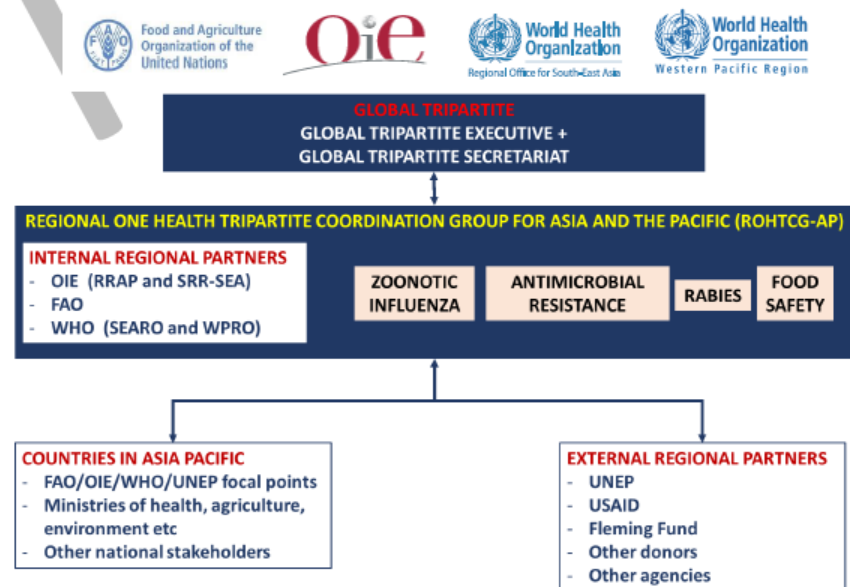 Food and Agriculture
Organization of the
United Nations
FAO
FIAT PANIS
Oie
World Health
Organization
Regional Office for South-East Asia
World Health
Organization
Western Pacific Region
GLOBAL TRIPARTITE
GLOBAL TRIPARTITE EXECUTIVE +
GLOBAL TRIPARTITE SECRETARIAT
REGIONAL ONE HEALTH TRIPARTITE COORDINATION GROUP FOR ASIA AND THE PACIFIC (ROHTCG-AP)
INTERNAL REGIONAL PARTNERS
- OIE (RRAP and SRR-SEA)
- FAO
- WHO (SEARO and WPRO)
ZOONOTIC
INFLUENZA
ANTIMICROBIAL
RESISTANCE
RABIES
FOOD
SAFETY
COUNTRIES IN ASIA PACIFIC
- FAO/OIE/WHO/UNEP focal points
- Ministries of health, agriculture,
environment etc
- Other national stakeholders
EXTERNAL REGIONAL PARTNERS
- UNEP
- USAID
- Fleming Fund
- Other donors
- Other agencies